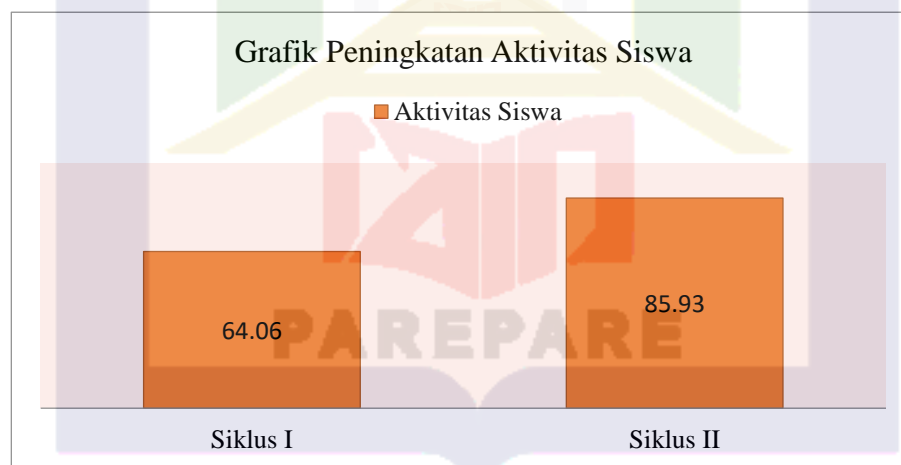 Grafik Peningkatan Aktivitas Siswa
Aktivitas Siswa
85.93
64.06
PAREPARE
Siklus I Siklus II